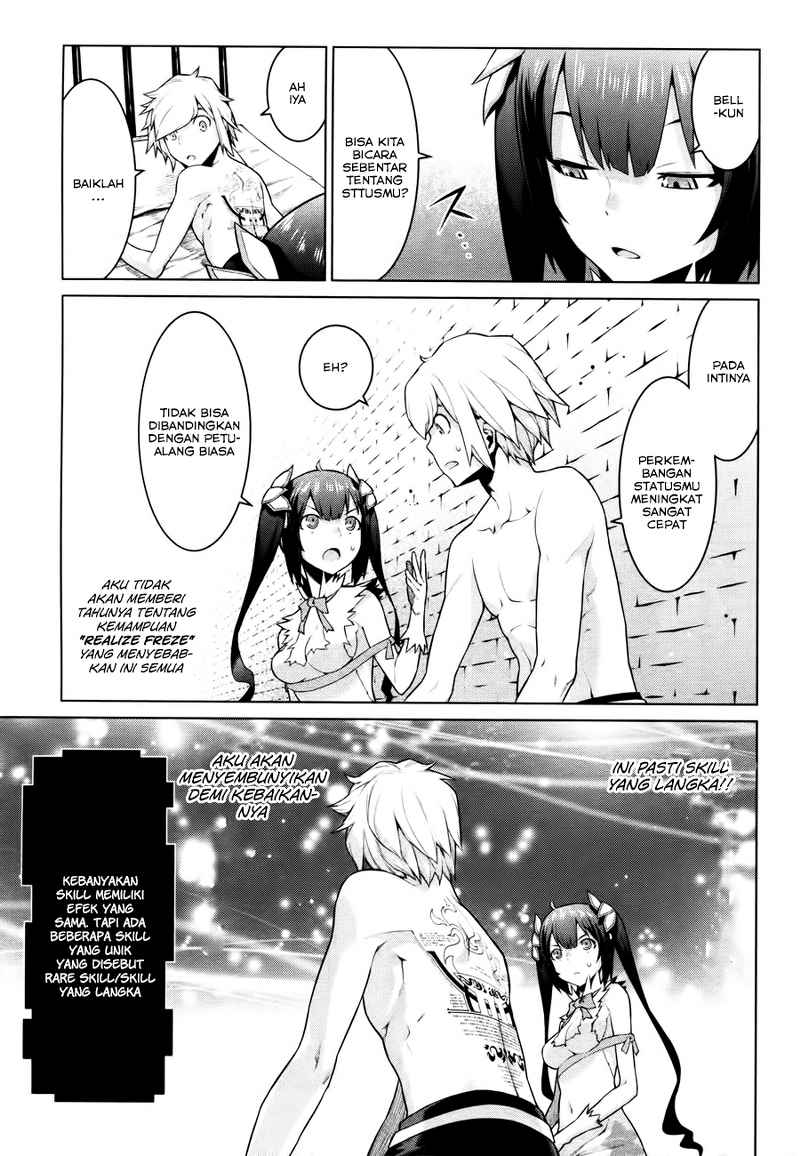 BELL
-KUN
BISA KITA
BICARA
SEBENTAR
TENTANG
STTUSMU?
AH
IYA
BAIKLAH
...
PADA
INTINYA
PERKEM-
BANGAN
STATUSMU
MENINGKAT
SANGAT
CEPAT
EH?
TIDAK BISA
DIBANDINGKAN
DENGAN PETU-
ALANG BIASA
AKU TIDAK
AKAN MEMBERI
TAHUNYA TENTANG
KEMAMPUAN
"REALIZE FREZE"
YANG MENYEBAB-
KAN INI SEMUA
INI PASTI SKILL
YANG LANGKA!!
AKU AKAN
MENYEMBUNYIKAN
DEMI KEBAIKAN-
NYA
KEBANYAKAN
SKILL MEMILIKI
EFEK YANG
SAMA. TAPI ADA
BEBERAPA SKILL
YANG UNIK
YANG DISEBUT
RARE SKILL/SKILL
YANG LANGKA